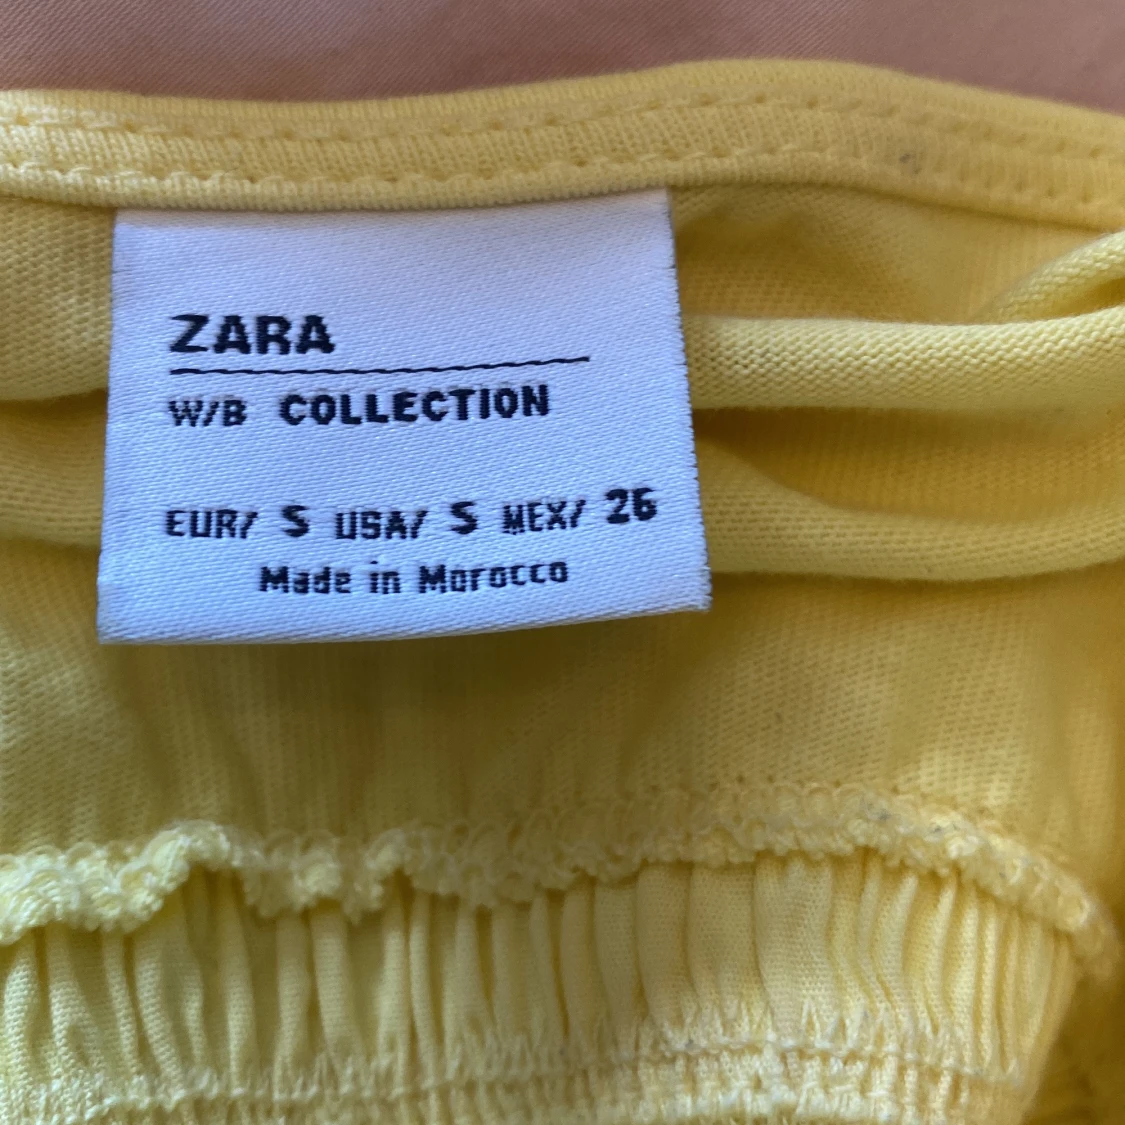 ZARA
W/B COLLECTION
EUR/ S USA/ S MEX/ 26
Made in Morocco